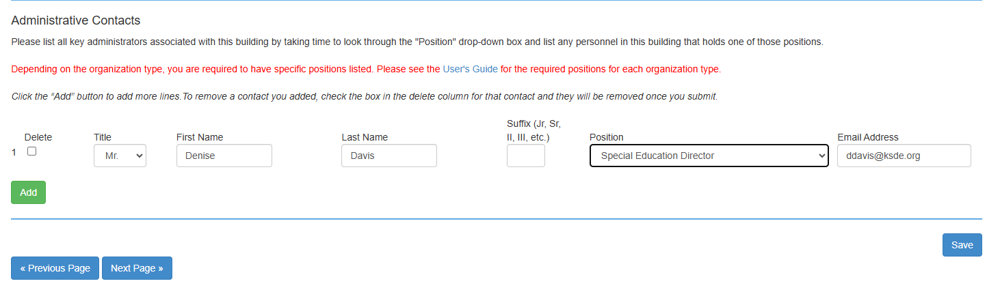 Administrative Contacts
Please list all key administrators associated with this building by taking time to look through the "Position" drop-down box and list any personnel in this building that holds one of those positions.
Depending on the organization type, you are required to have specific positions listed. Please see the User's Guide for the required positions for each organization type.
Click the “Add” button to add more lines.To remove a contact you added, check the box in the delete column for that contact and they will be removed once you submit.
Suffix (Jr, Sr,
Delete Title First Name Last Name II, III, etc.) Position Email Address
1 Mr. Denise Davis Special Education Director ddavis@ksde.org
Add
Save
« Previous Page Next Page »